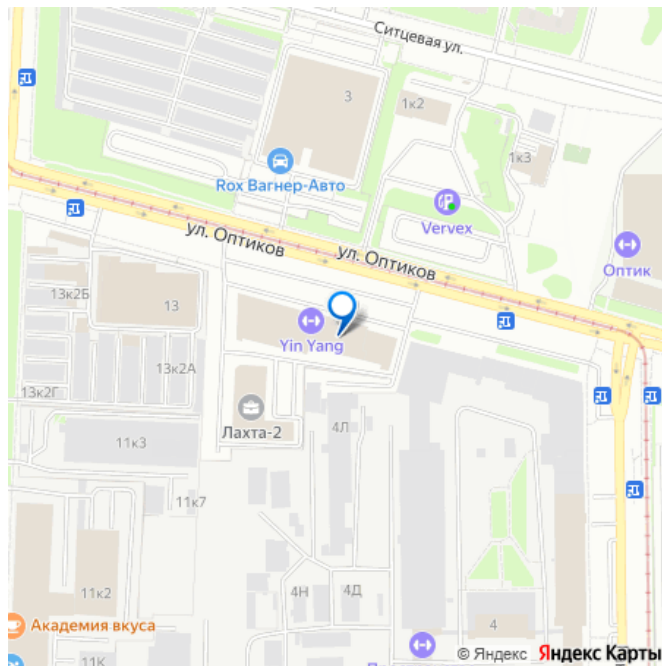 Ситцевая ул.
3
1к2
1к3
Rox Вагнер-Авто
Vervex
ул. Оптиков
ул. Оптиков
Оптик
13к2Б
13
Yin Yang
13к2А
13к2Г
Лахта-2
4Л
11к3
11к7
11к2
4Н
4Д
4
Академия вкуса
11К
© Яндекс Яндекс Карты